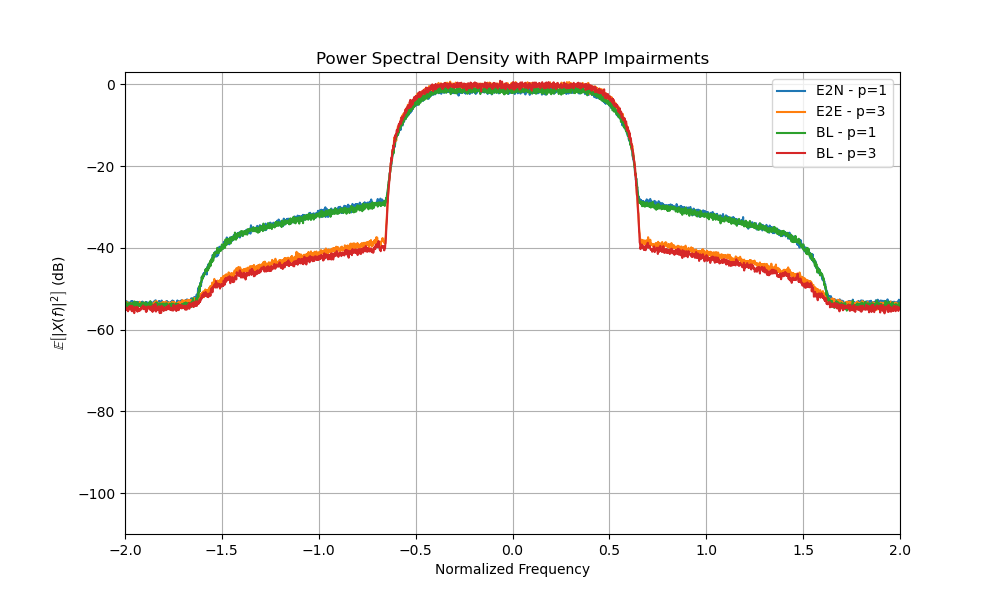 Power Spectral Density with RAPP Impairments
E2N - p=1
E2E - p=3
BL - p=1
BL - p=3
0
−20
−40
−60
−80
−100
𝔼[|X(f)|²] (dB)
−2.0 −1.5 −1.0 −0.5 0.0 0.5 1.0 1.5 2.0
Normalized Frequency